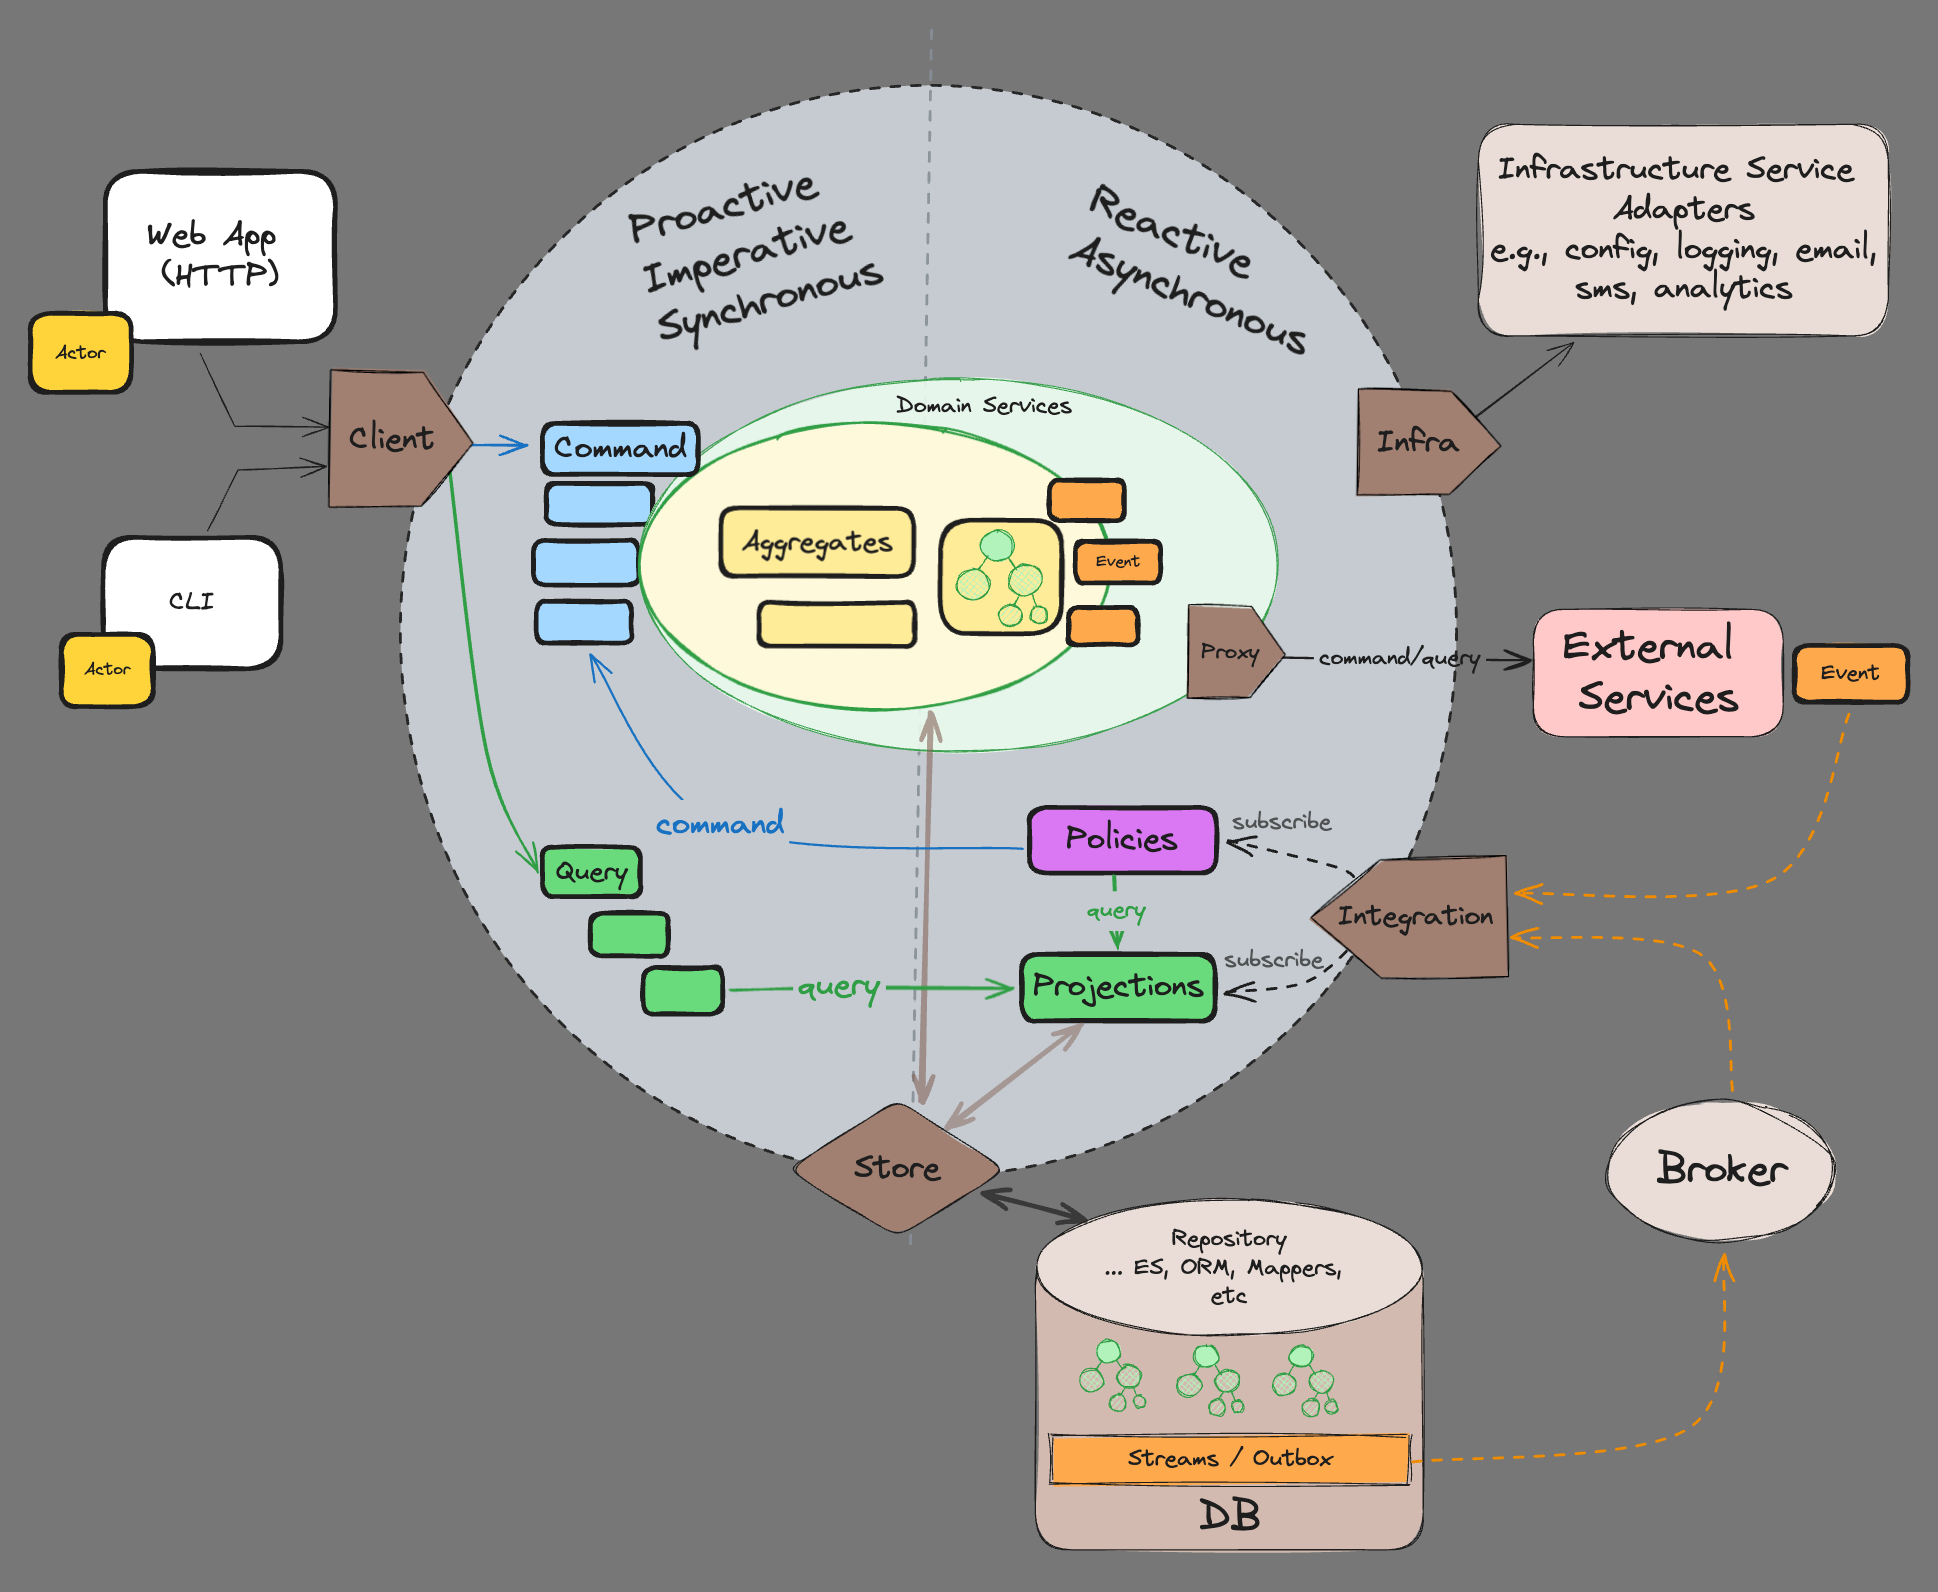 Proactive
Imperative
Synchronous
Reactive
Asynchronous
Infrastructure Service
Adapters
e.g., config, logging, email,
sms, analytics
Web App
(HTTP)
Actor
Client
Command
Domain Services
Infra
Aggregates
Event
CLI
Actor
Proxy
command/query
External
Services
Event
command
Policies
subscribe
Query
query
Integration
subscribe
query
Projections
Store
Broker
Repository
... ES, ORM, Mappers,
etc
Streams / Outbox
DB